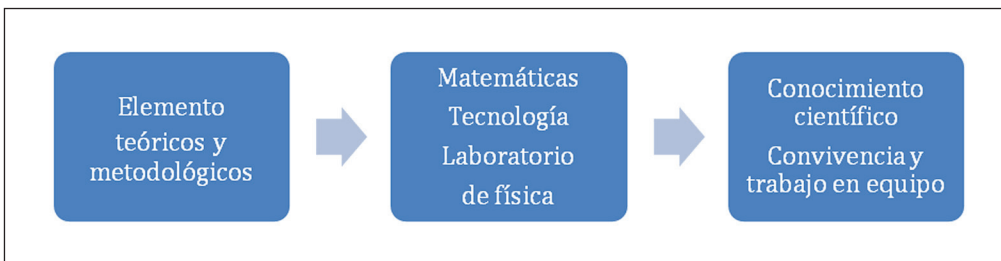 Elemento
teóricos y
metodológicos
Matemáticas
Tecnología
Laboratorio
de física
Conocimiento
científico
Convivencia y
trabajo en equipo